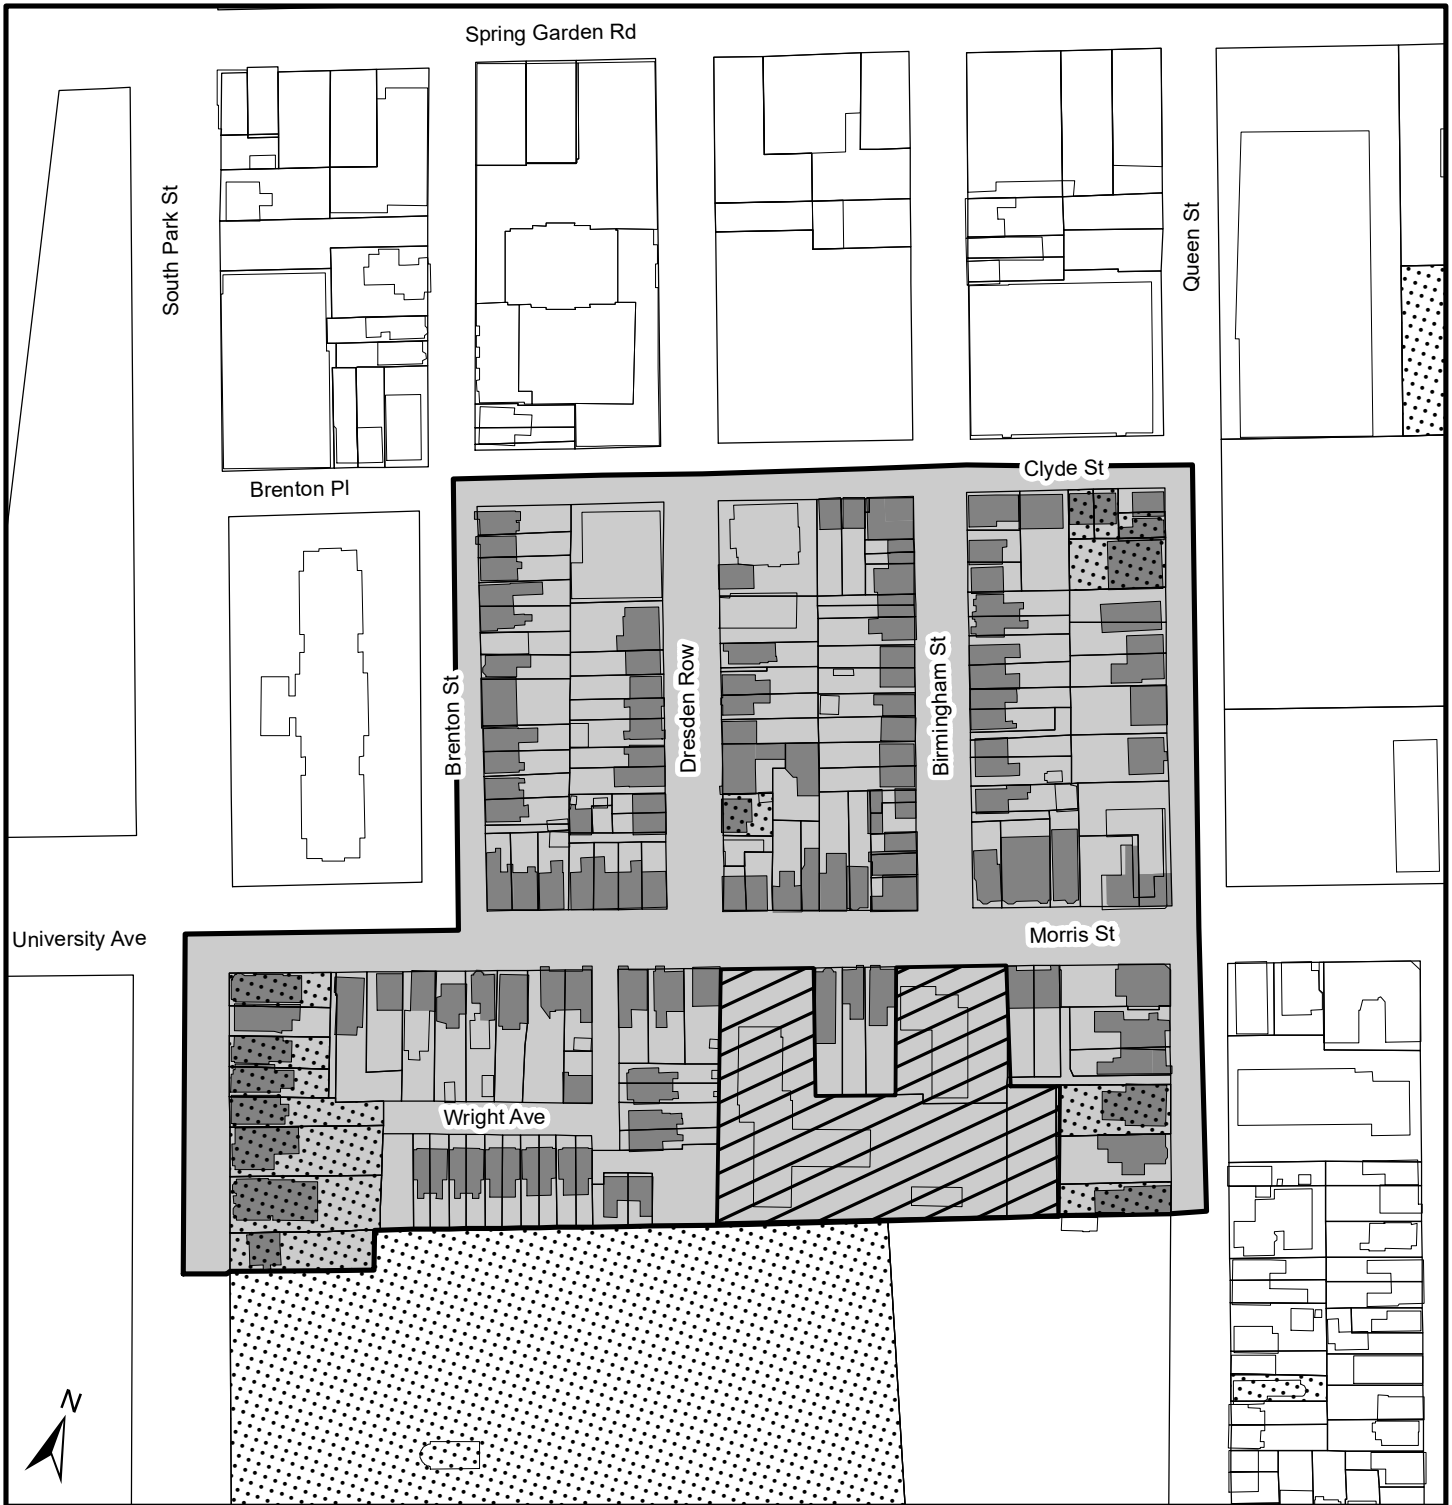 Spring Garden Rd
South Park St
Queen St
Clyde St
Brenton Pl
Brenton St
Dresden Row
Birmingham St
University Ave
Morris St
Wright Ave
N